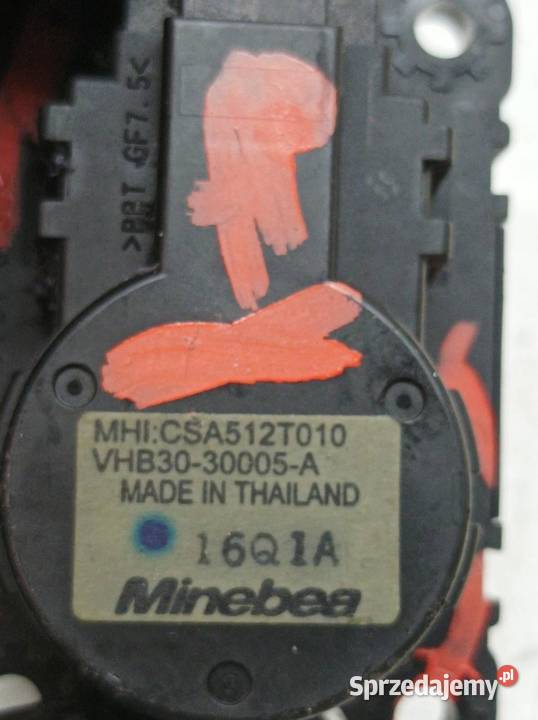 >PBT GF7.5<
MHI:CSA512T010
VHB30-30005-A
MADE IN THAILAND
16Q1A
Minebea
Sprzedajemy.pl